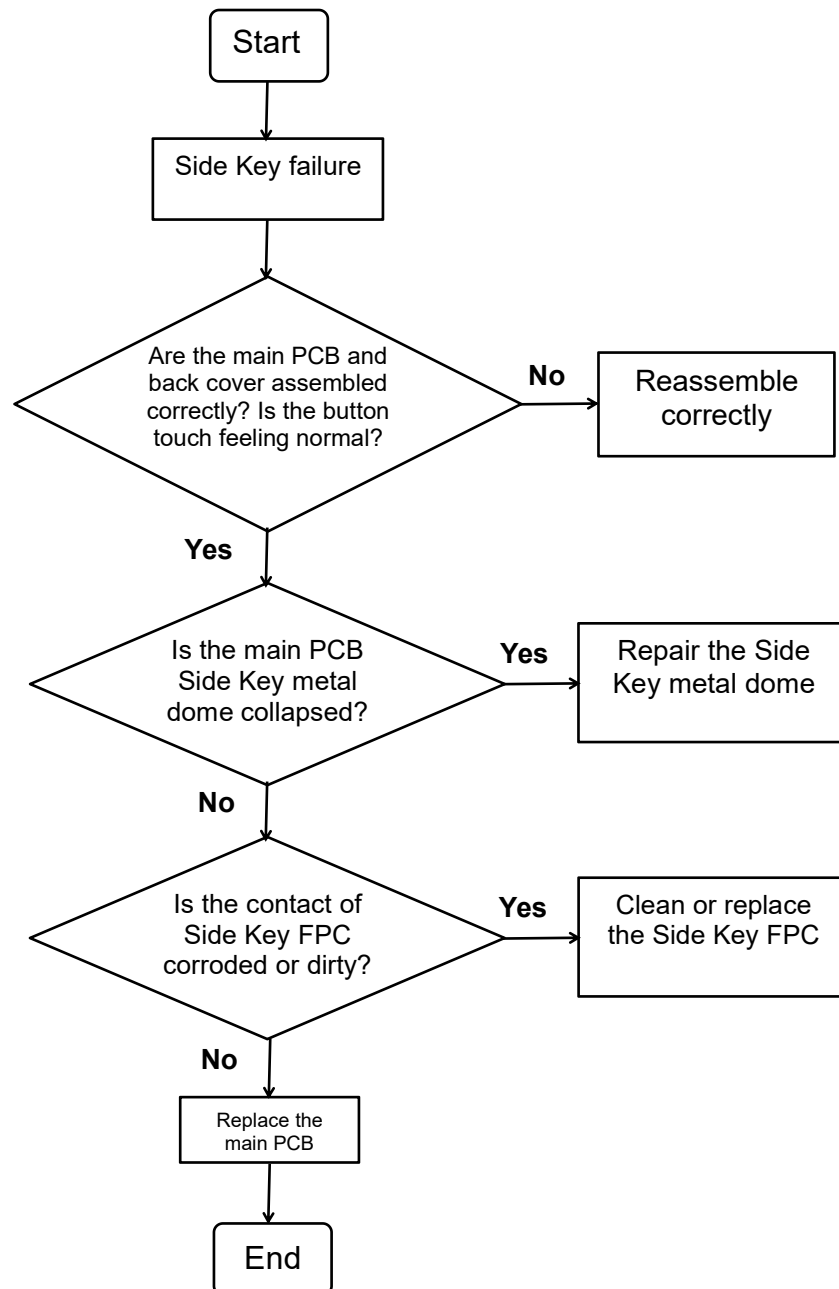 Start
Side Key failure
Are the main PCB and
back cover assembled
correctly? Is the button
touch feeling normal?
No
Reassemble
correctly
Yes
Is the main PCB
Side Key metal
dome collapsed?
Yes
Repair the Side
Key metal dome
No
Is the contact of
Side Key FPC
corroded or dirty?
Yes
Clean or replace
the Side Key FPC
No
Replace the
main PCB
End